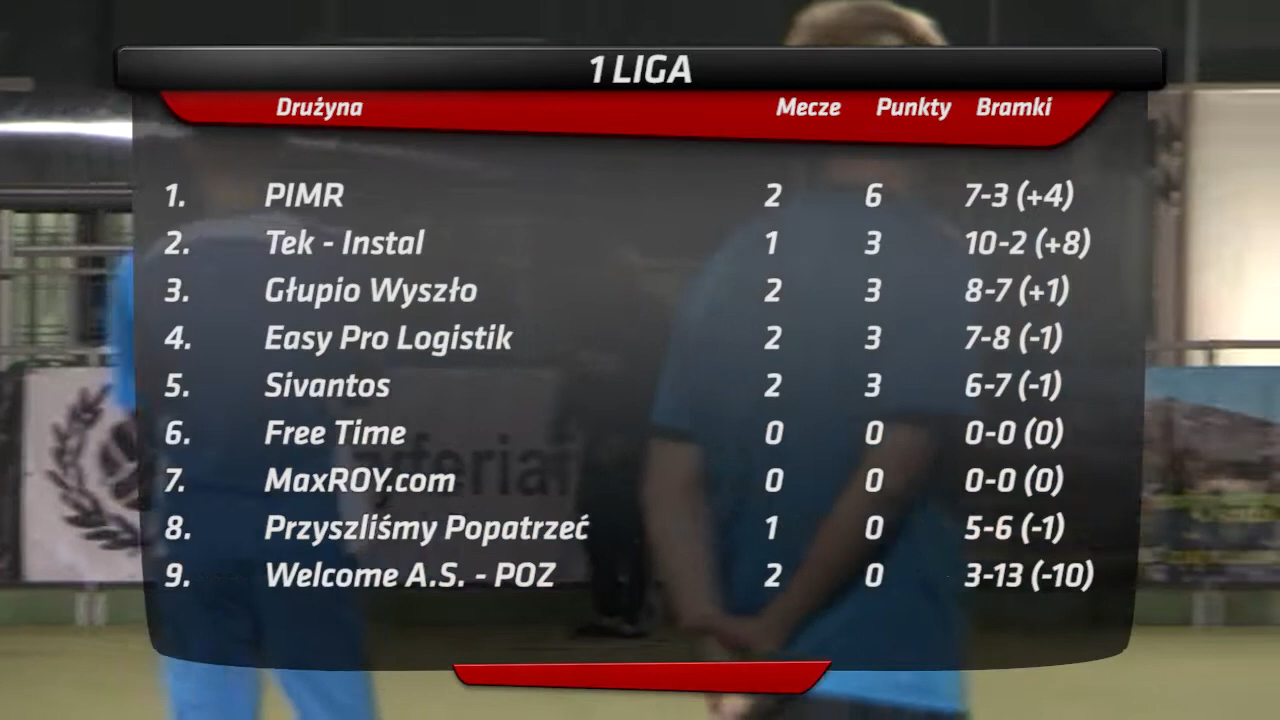 1 LIGA
Drużyna Mecze Punkty Bramki
1. PIMR 2 6 7-3 (+4)
2. Tek - Instal 1 3 10-2 (+8)
3. Głupio Wyszło 2 3 8-7 (+1)
4. Easy Pro Logistik 2 3 7-8 (-1)
5. Sivantos 2 3 6-7 (-1)
6. Free Time 0 0 0-0 (0)
7. MaxROY.com 0 0 0-0 (0)
8. Przyszliśmy Popatrzeć 1 0 5-6 (-1)
9. Welcome A.S. - POZ 2 0 3-13 (-10)